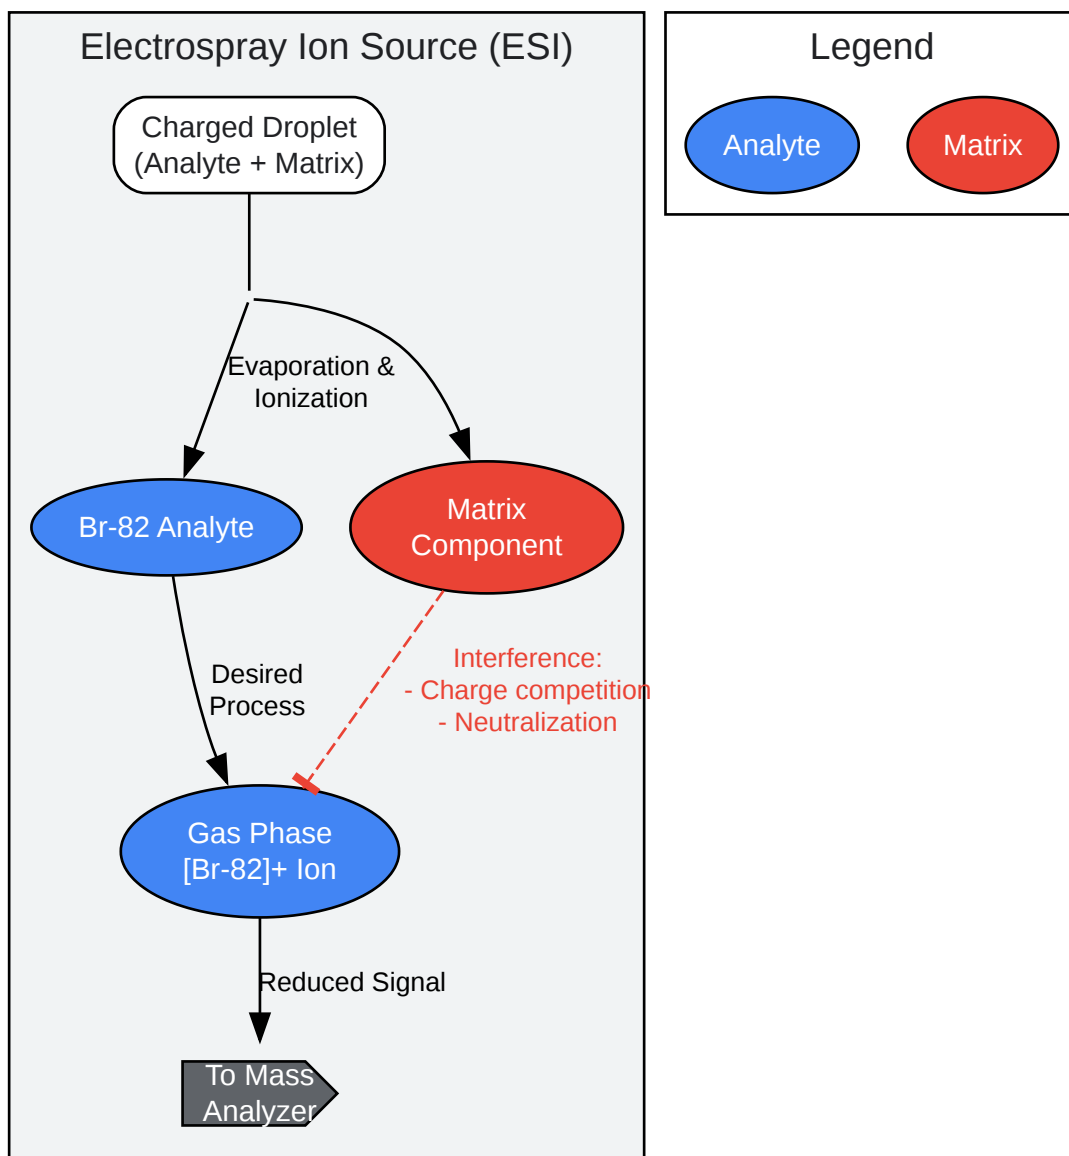 Electrospray Ion Source (ESI)
Legend
Charged Droplet
(Analyte + Matrix)
Analyte
Matrix
Evaporation &
Ionization
Br-82 Analyte
Matrix
Component
Desired
Process
Interference:
- Charge competition
- Neutralization
Gas Phase
[Br-82]+ Ion
Reduced Signal
To Mass
Analyzer